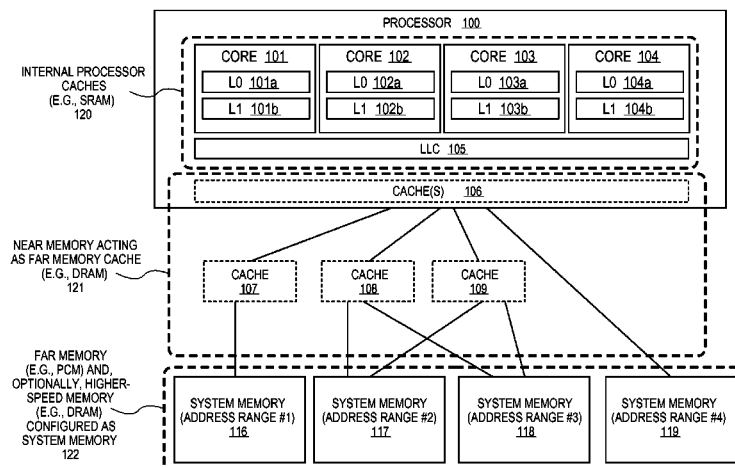 PROCESSOR 100
CORE 101
CORE 102
CORE 103
CORE 104
L0 101a
L0 102a
L0 103a
L0 104a
L1 101b
L1 102b
L1 103b
L1 104b
LLC 105
INTERNAL PROCESSOR
CACHES
(E.G., SRAM)
120
CACHE(S) 106
NEAR MEMORY ACTING
AS FAR MEMORY CACHE
(E.G., DRAM)
121
CACHE
107
CACHE
108
CACHE
109
FAR MEMORY
(E.G., PCM) AND,
OPTIONALLY, HIGHER-
SPEED MEMORY
(E.G., DRAM)
CONFIGURED AS
SYSTEM MEMORY
122
SYSTEM MEMORY
(ADDRESS RANGE #1)
116
SYSTEM MEMORY
(ADDRESS RANGE #2)
117
SYSTEM MEMORY
(ADDRESS RANGE #3)
118
SYSTEM MEMORY
(ADDRESS RANGE #4)
119